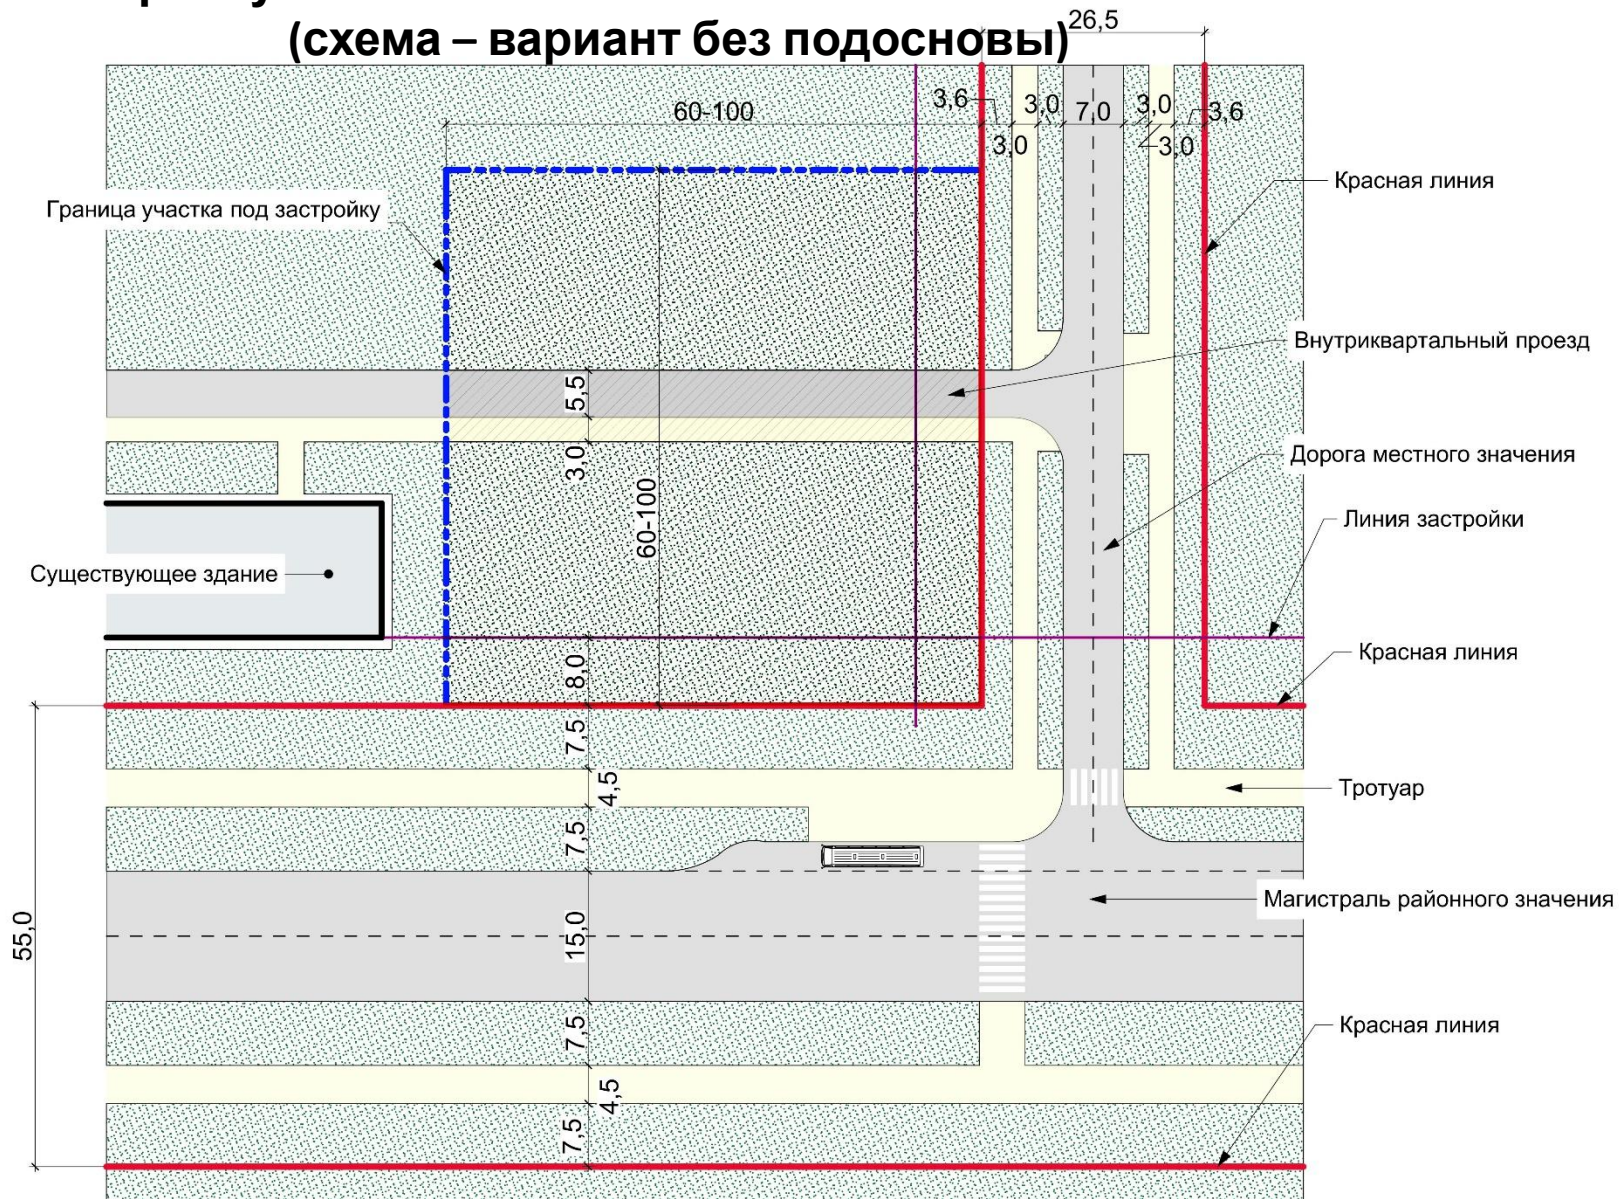 (схема – вариант без подосновы)
26,5
60-100
3,6
3,0
7,0
3,0
3,6
3,0
3,0
Красная линия
Граница участка под застройку
Внутриквартальный проезд
5,5
Дорога местного значения
3,0
60-100
Линия застройки
Существующее здание
8,0
Красная линия
7,5
4,5
Тротуар
7,5
Магистраль районного значения
55,0
15,0
7,5
Красная линия
4,5
7,5